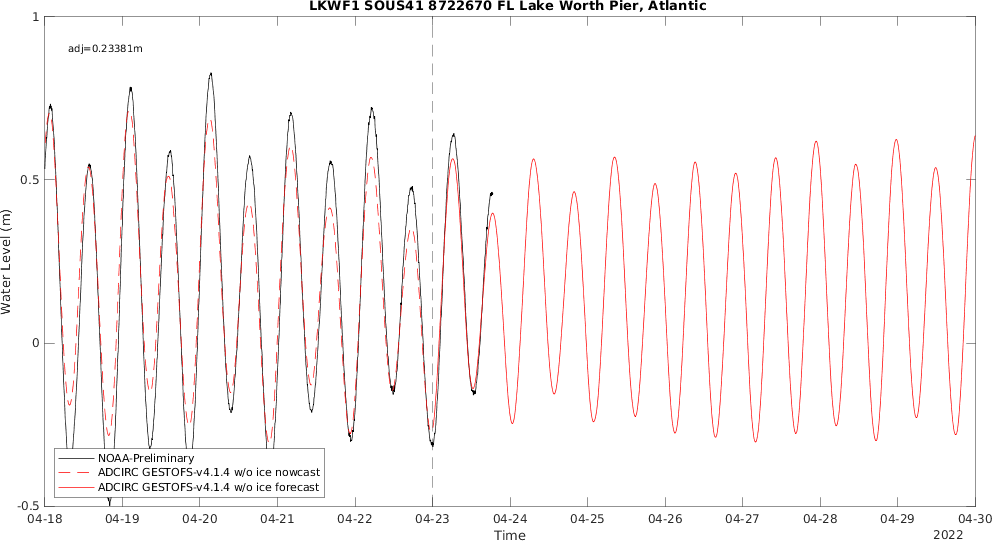 LKWF1 SOUS41 8722670 FL Lake Worth Pier, Atlantic
adj=0.23381m
Water Level (m)
1
0.5
0
-0.5
NOAA-Preliminary
ADCIRC GESTOFS-v4.1.4 w/o ice nowcast
ADCIRC GESTOFS-v4.1.4 w/o ice forecast
04-18 04-19 04-20 04-21 04-22 04-23 04-24 04-25 04-26 04-27 04-28 04-29 04-30
Time
2022